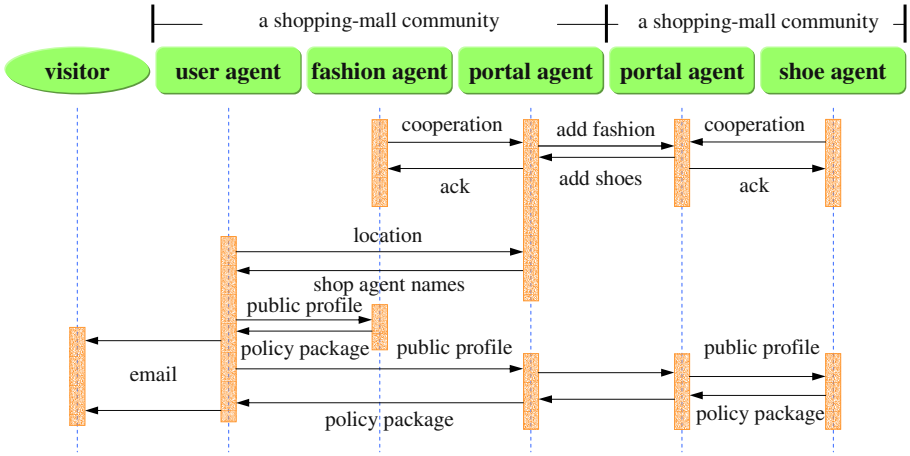 a shopping-mall community
a shopping-mall community
visitor
user agent
fashion agent
portal agent
portal agent
shoe agent
cooperation
add fashion
cooperation
ack
add shoes
ack
location
shop agent names
public profile
policy package
public profile
public profile
email
policy package
policy package